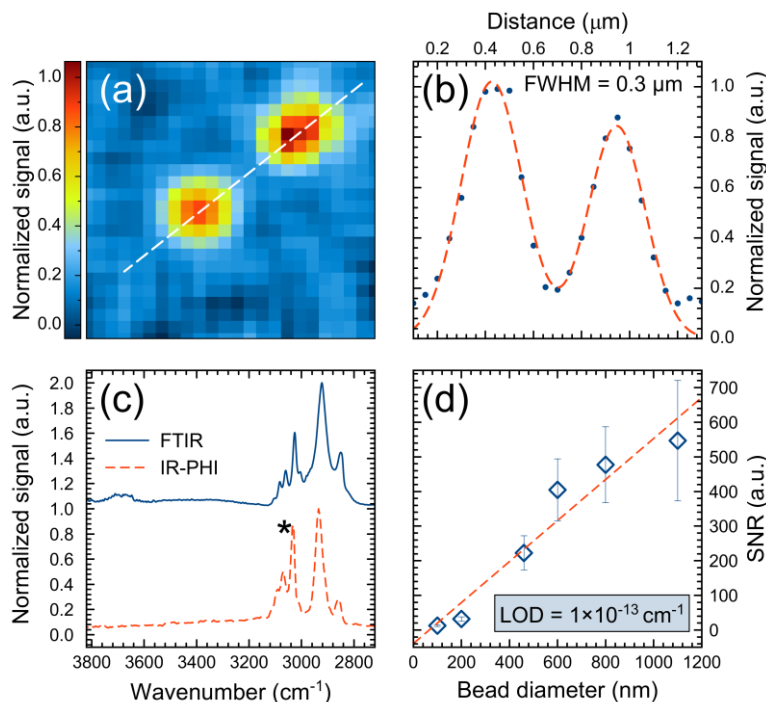 Distance (μm)
0.2 0.4 0.6 0.8 1.0 1.2
(a)
Normalized signal (a.u.)
1.0
0.8
0.6
0.4
0.2
0.0
(b)
FWHM = 0.3 μm
1.0
0.8
0.6
0.4
0.2
0.0
Normalized signal (a.u.)
(c)
FTIR
IR-PHI
*
Normalized signal (a.u.)
2.0
1.8
1.6
1.4
1.2
1.0
0.8
0.6
0.4
0.2
0.0
3800 3600 3400 3200 3000 2800
Wavenumber (cm⁻¹)
(d)
700
600
500
400
300
200
100
0
SNR (a.u.)
LOD = 1×10⁻¹³ cm⁻¹
0 200 400 600 800 1000 1200
Bead diameter (nm)